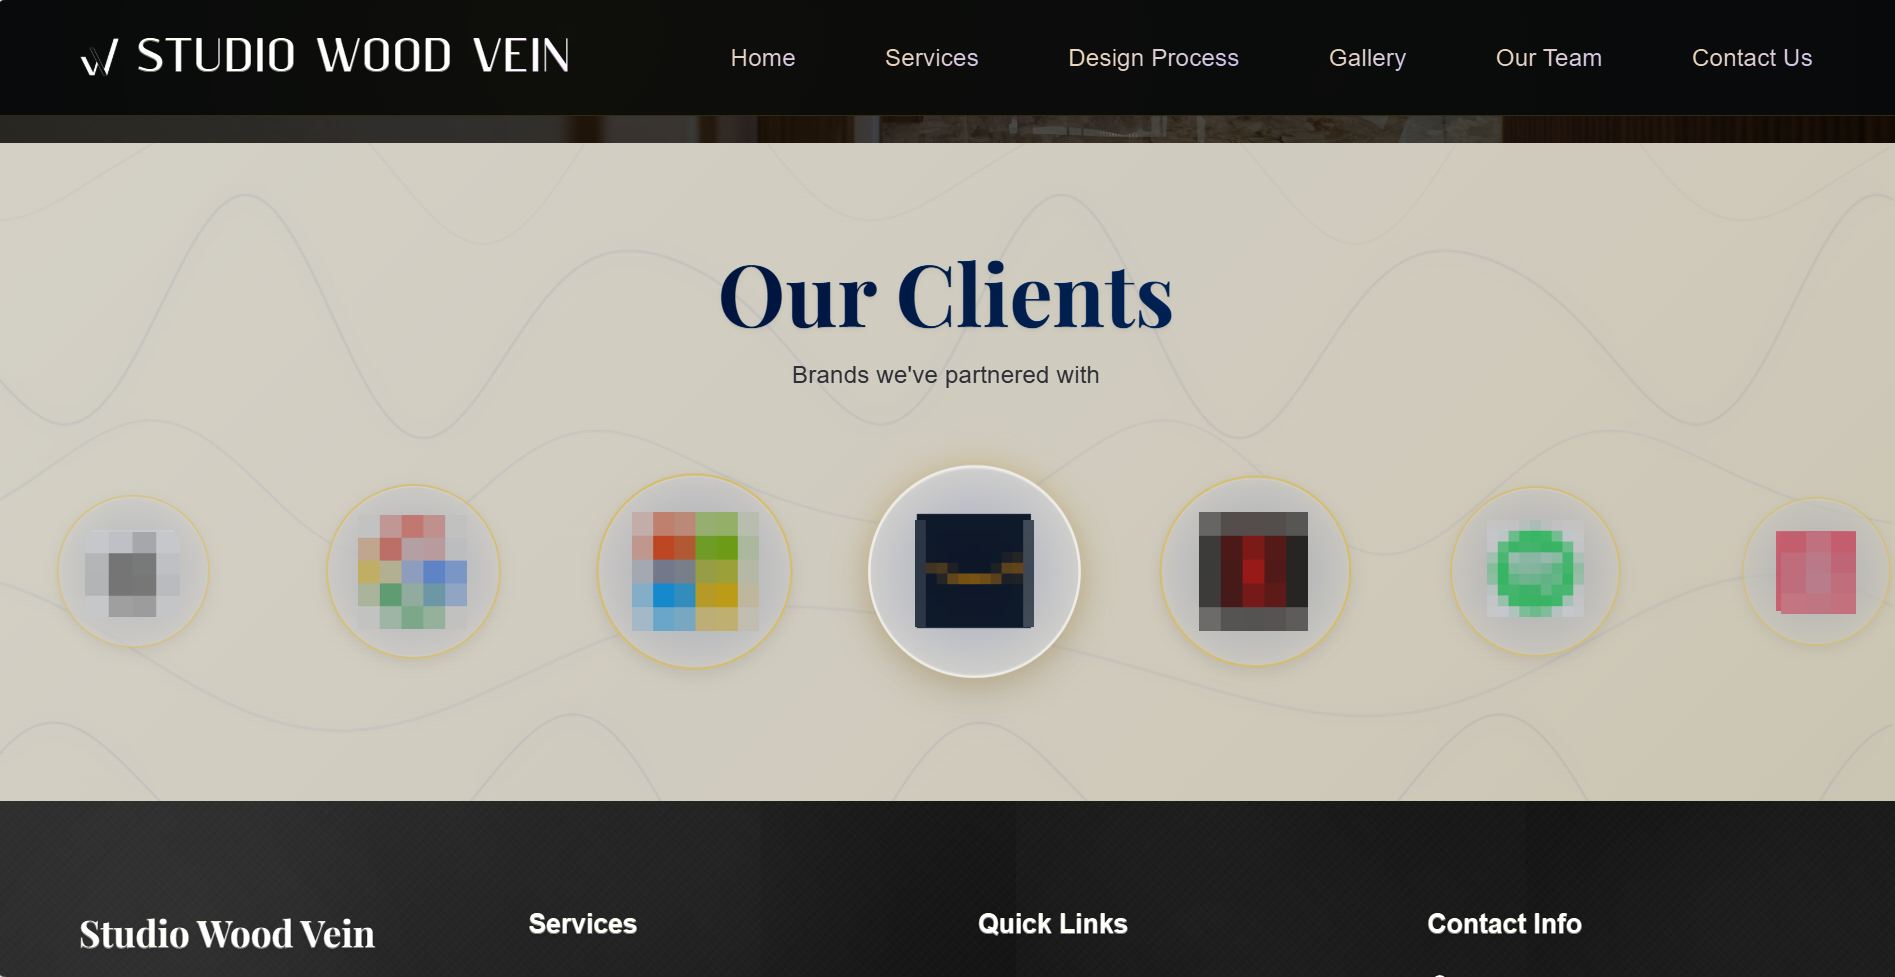 STUDIO WOOD VEIN
Home
Services
Design Process
Gallery
Our Team
Contact Us
Our Clients
Brands we've partnered with
Studio Wood Vein
Services
Quick Links
Contact Info